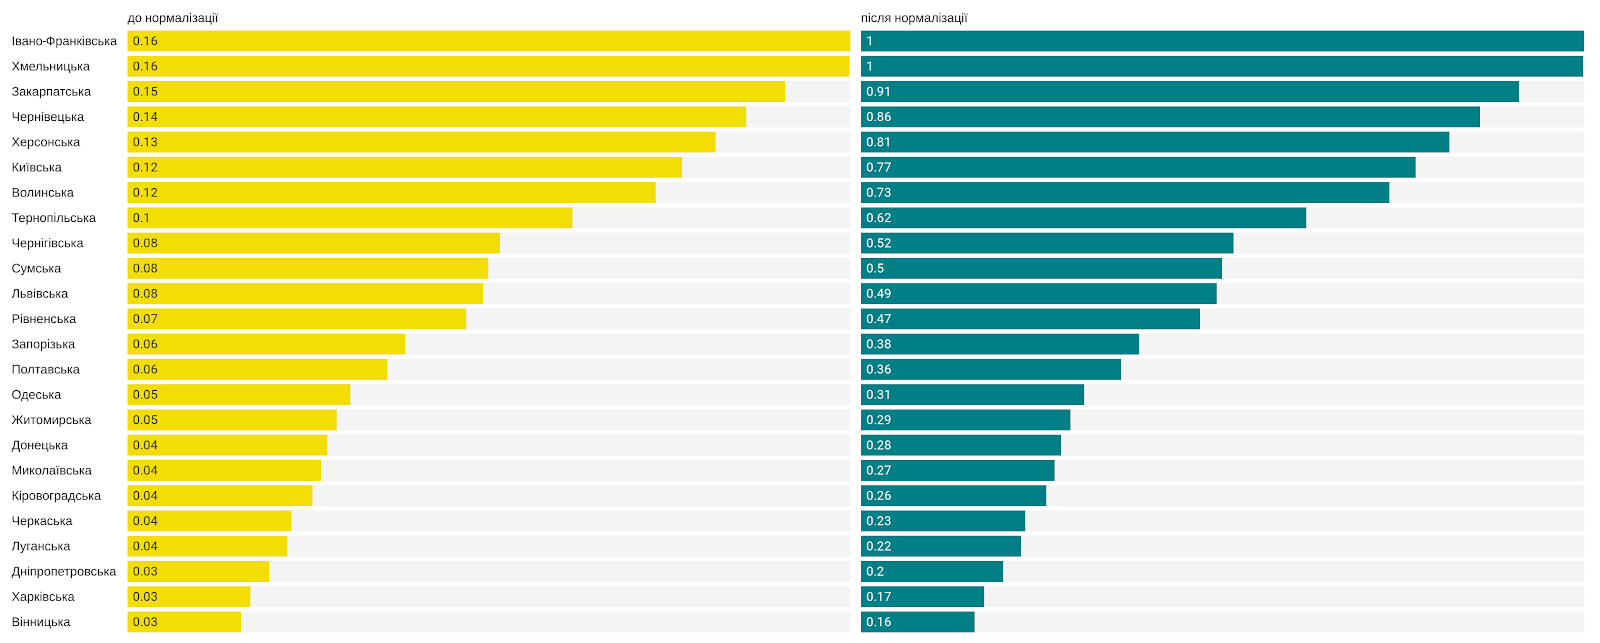 до нормалізації після нормалізації
Івано-Франківська 0.16 1
Хмельницька 0.16 1
Закарпатська 0.15 0.91
Чернівецька 0.14 0.86
Херсонська 0.13 0.81
Київська 0.12 0.77
Волинська 0.12 0.73
Тернопільська 0.1 0.62
Чернігівська 0.08 0.52
Сумська 0.08 0.5
Львівська 0.08 0.49
Рівненська 0.07 0.47
Запорізька 0.06 0.38
Полтавська 0.06 0.36
Одеська 0.05 0.31
Житомирська 0.05 0.29
Донецька 0.04 0.28
Миколаївська 0.04 0.27
Кіровоградська 0.04 0.26
Черкаська 0.04 0.23
Луганська 0.04 0.22
Дніпропетровська 0.03 0.2
Харківська 0.03 0.17
Вінницька 0.03 0.16